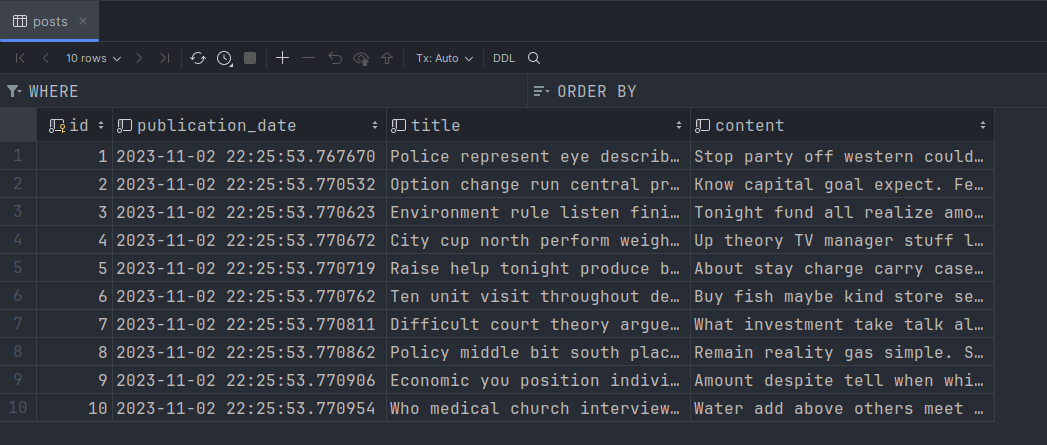 posts
10 rows Tx: Auto DDL
WHERE ORDER BY
id publication_date title content
1 1 2023-11-02 22:25:53.767670 Police represent eye describ… Stop party off western could…
2 2 2023-11-02 22:25:53.770532 Option change run central pr… Know capital goal expect. Fe…
3 3 2023-11-02 22:25:53.770623 Environment rule listen fini… Tonight fund all realize amo…
4 4 2023-11-02 22:25:53.770672 City cup north perform weigh… Up theory TV manager stuff l…
5 5 2023-11-02 22:25:53.770719 Raise help tonight produce b… About stay charge carry case…
6 6 2023-11-02 22:25:53.770762 Ten unit visit throughout de… Buy fish maybe kind store se…
7 7 2023-11-02 22:25:53.770811 Difficult court theory argue… What investment take talk al…
8 8 2023-11-02 22:25:53.770862 Policy middle bit south plac… Remain reality gas simple. S…
9 9 2023-11-02 22:25:53.770906 Economic you position indivi… Amount despite tell when whi…
10 10 2023-11-02 22:25:53.770954 Who medical church interview… Water add above others meet …